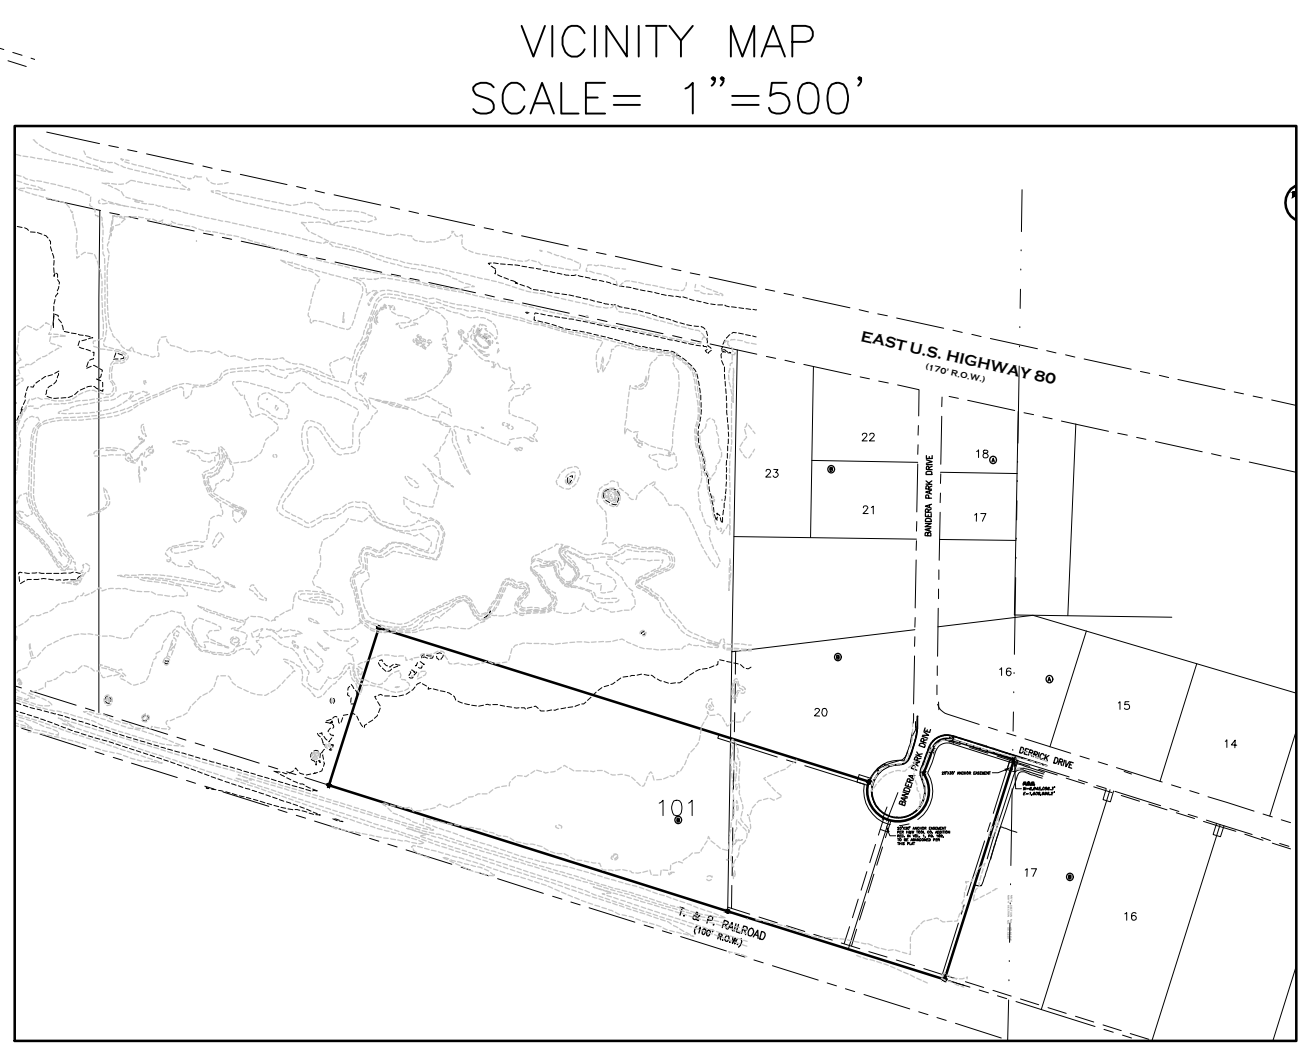 VICINITY MAP
SCALE= 1"=500'
EAST U.S. HIGHWAY 80
(170' R.O.W.)
22
18
A
23
B
BANDERA PARK DRIVE
21
17
B
16
A
15
20
14
BANDERA PARK DRIVE
DERRICK DRIVE
101
B
17
B
16
T. & P. RAILROAD
(100' R.O.W.)